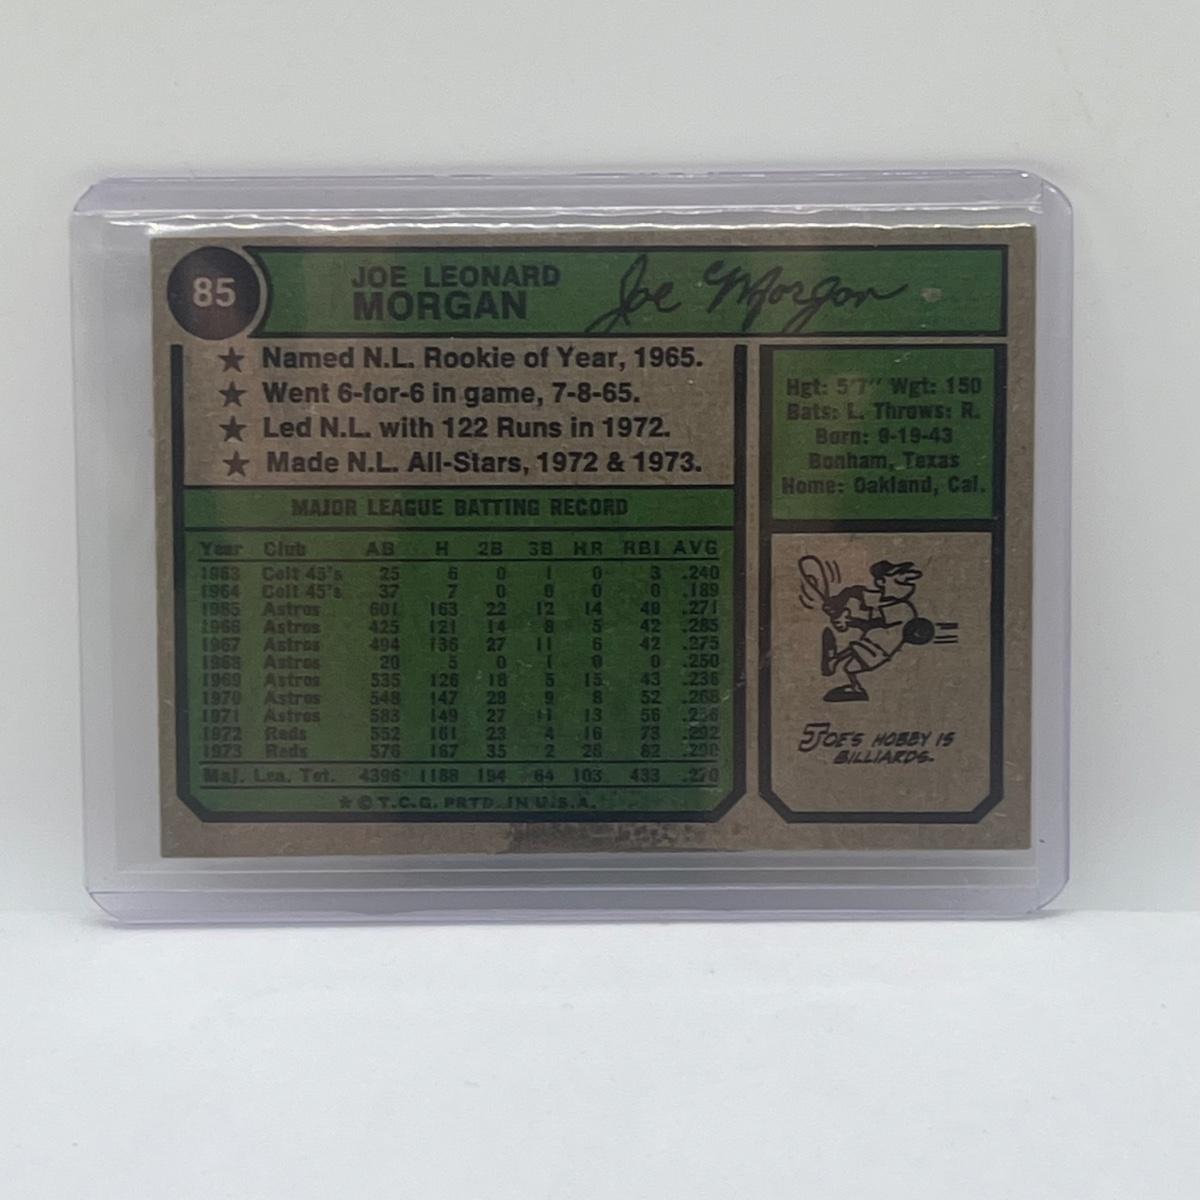 85
JOE LEONARD
MORGAN
Joe Morgan
★ Named N.L. Rookie of Year, 1965.
★ Went 6-for-6 in game, 7-8-65.
★ Led N.L. with 122 Runs in 1972.
★ Made N.L. All-Stars, 1972 & 1973.
Hgt: 5'7" Wgt: 150
Bats: L. Throws: R.
Born: 9-19-43
Bonham, Texas
Home: Oakland, Cal.
MAJOR LEAGUE BATTING RECORD
Year Club AB H 2B 3B HR RBI AVG
1963 Colt 45's 25 6 0 1 0 3 .240
1964 Colt 45's 37 7 0 0 0 0 .189
1965 Astros 601 163 22 12 14 40 .271
1966 Astros 425 121 14 8 5 42 .285
1967 Astros 494 136 27 11 6 42 .275
1968 Astros 20 5 0 1 0 0 .250
1969 Astros 535 126 18 5 15 43 .236
1970 Astros 548 147 28 9 8 52 .268
1971 Astros 583 149 27 11 13 56 .256
1972 Reds 552 161 23 4 16 73 .292
1973 Reds 576 167 35 2 26 82 .290
Maj. Lea. Tot. 4396 1188 194 64 103 433 .270
★ © T.C.G. PRTD. IN U.S.A.
JOE'S HOBBY IS
BILLIARDS.